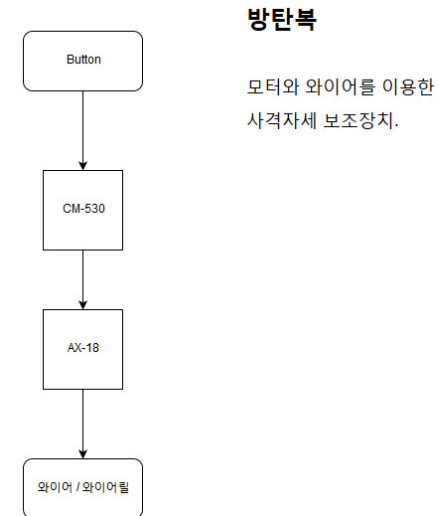 방탄복
모터와 와이어를 이용한
사격자세 보조장치.
Button
CM-530
AX-18
와이어 / 와이어릴